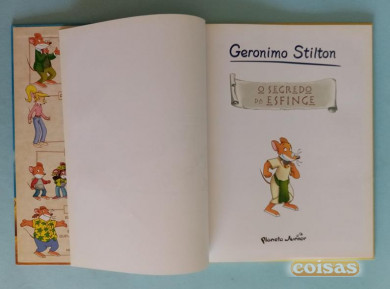 Geronimo Stilton
O SEGREDO
DA ESFINGE
Planeta Junior
coisas